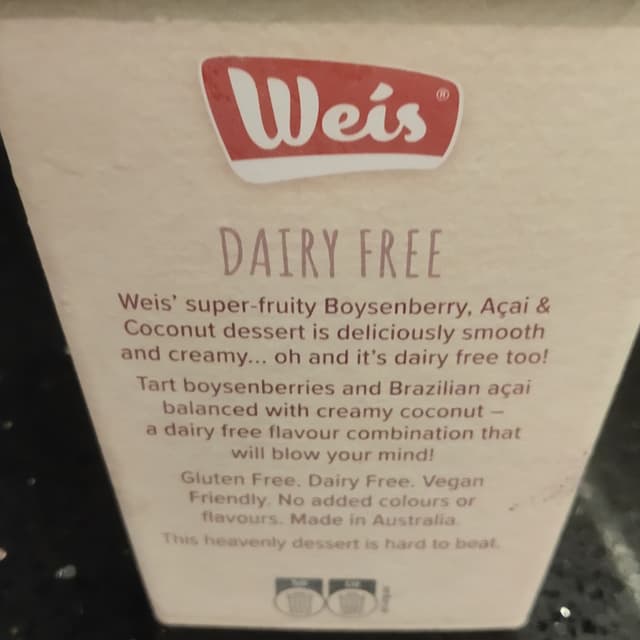 Weis®
DAIRY FREE
Weis' super-fruity Boysenberry, Açai &
Coconut dessert is deliciously smooth
and creamy... oh and it's dairy free too!
Tart boysenberries and Brazilian açai
balanced with creamy coconut –
a dairy free flavour combination that
will blow your mind!
Gluten Free. Dairy Free. Vegan
Friendly. No added colours or
flavours. Made in Australia.
This heavenly dessert is hard to beat.